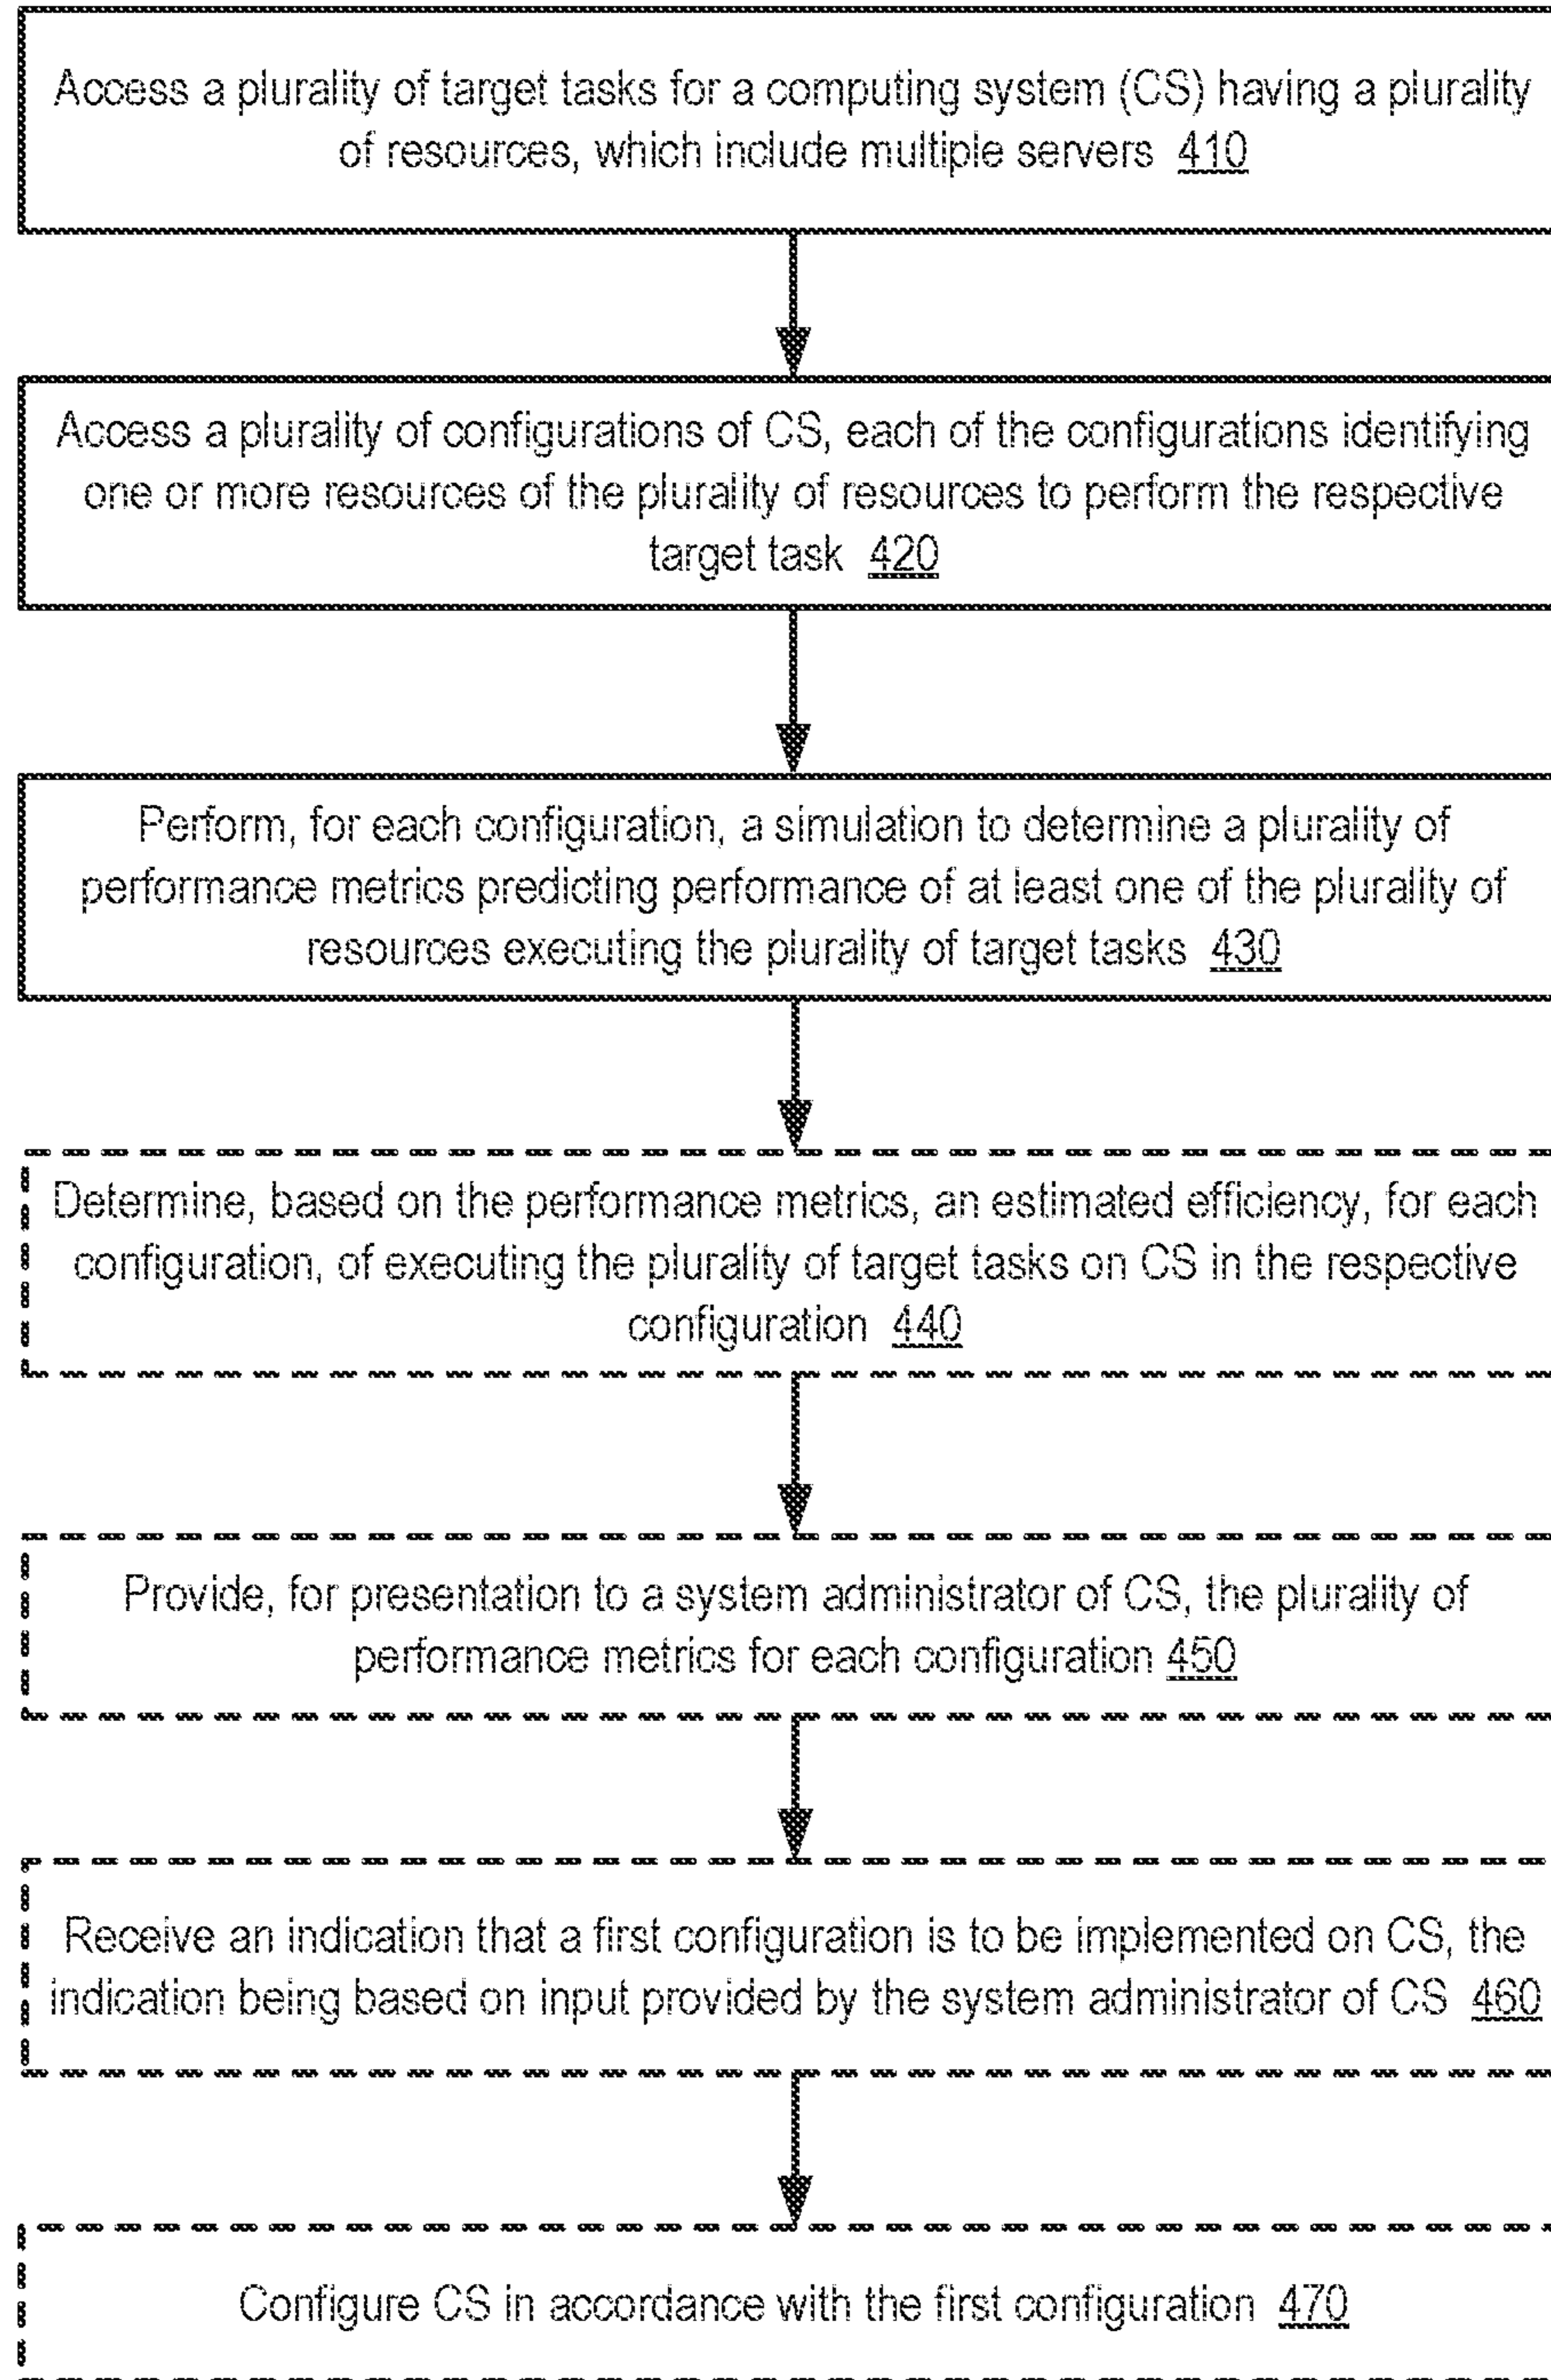 Access a plurality of target tasks for a computing system (CS) having a plurality
of resources, which include multiple servers 410
Access a plurality of configurations of CS, each of the configurations identifying
one or more resources of the plurality of resources to perform the respective
target task 420
Perform, for each configuration, a simulation to determine a plurality of
performance metrics predicting performance of at least one of the plurality of
resources executing the plurality of target tasks 430
Determine, based on the performance metrics, an estimated efficiency, for each
configuration, of executing the plurality of target tasks on CS in the respective
configuration 440
Provide, for presentation to a system administrator of CS, the plurality of
performance metrics for each configuration 450
Receive an indication that a first configuration is to be implemented on CS, the
indication being based on input provided by the system administrator of CS 460
Configure CS in accordance with the first configuration 470